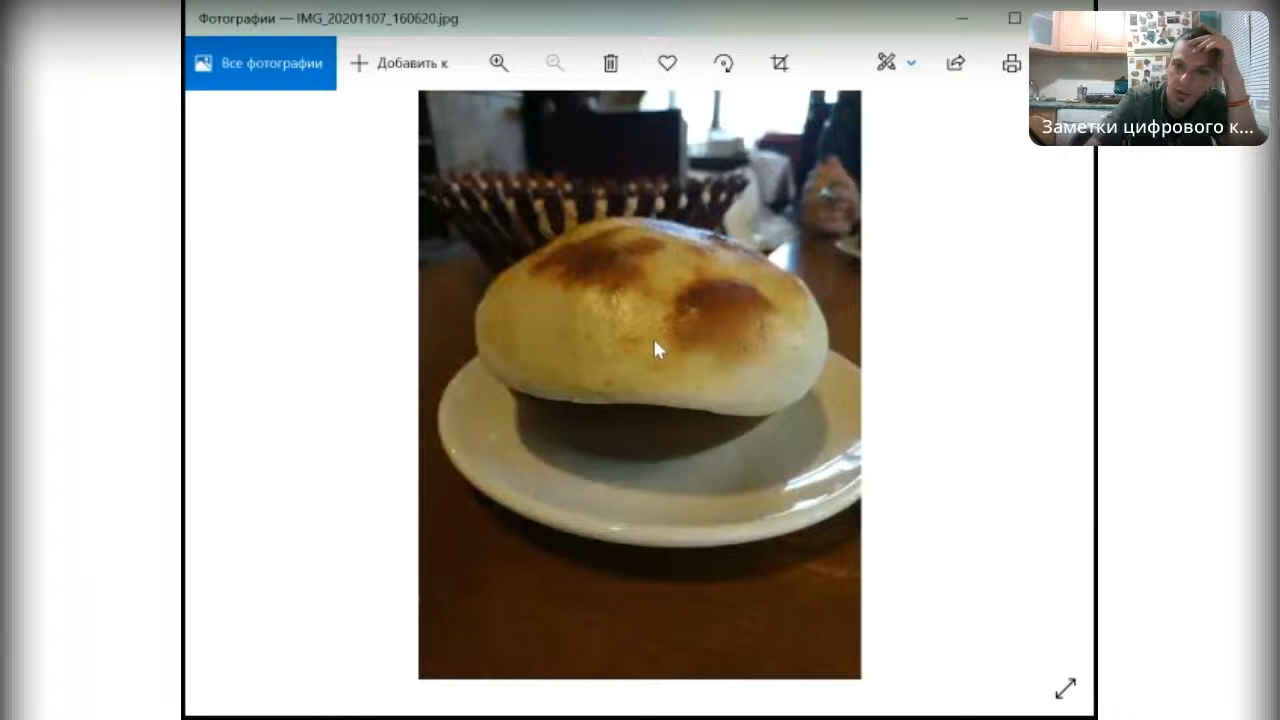 Фотографии — IMG_20201107_160620.jpg
Все фотографии
Добавить к
Заметки цифрового к...